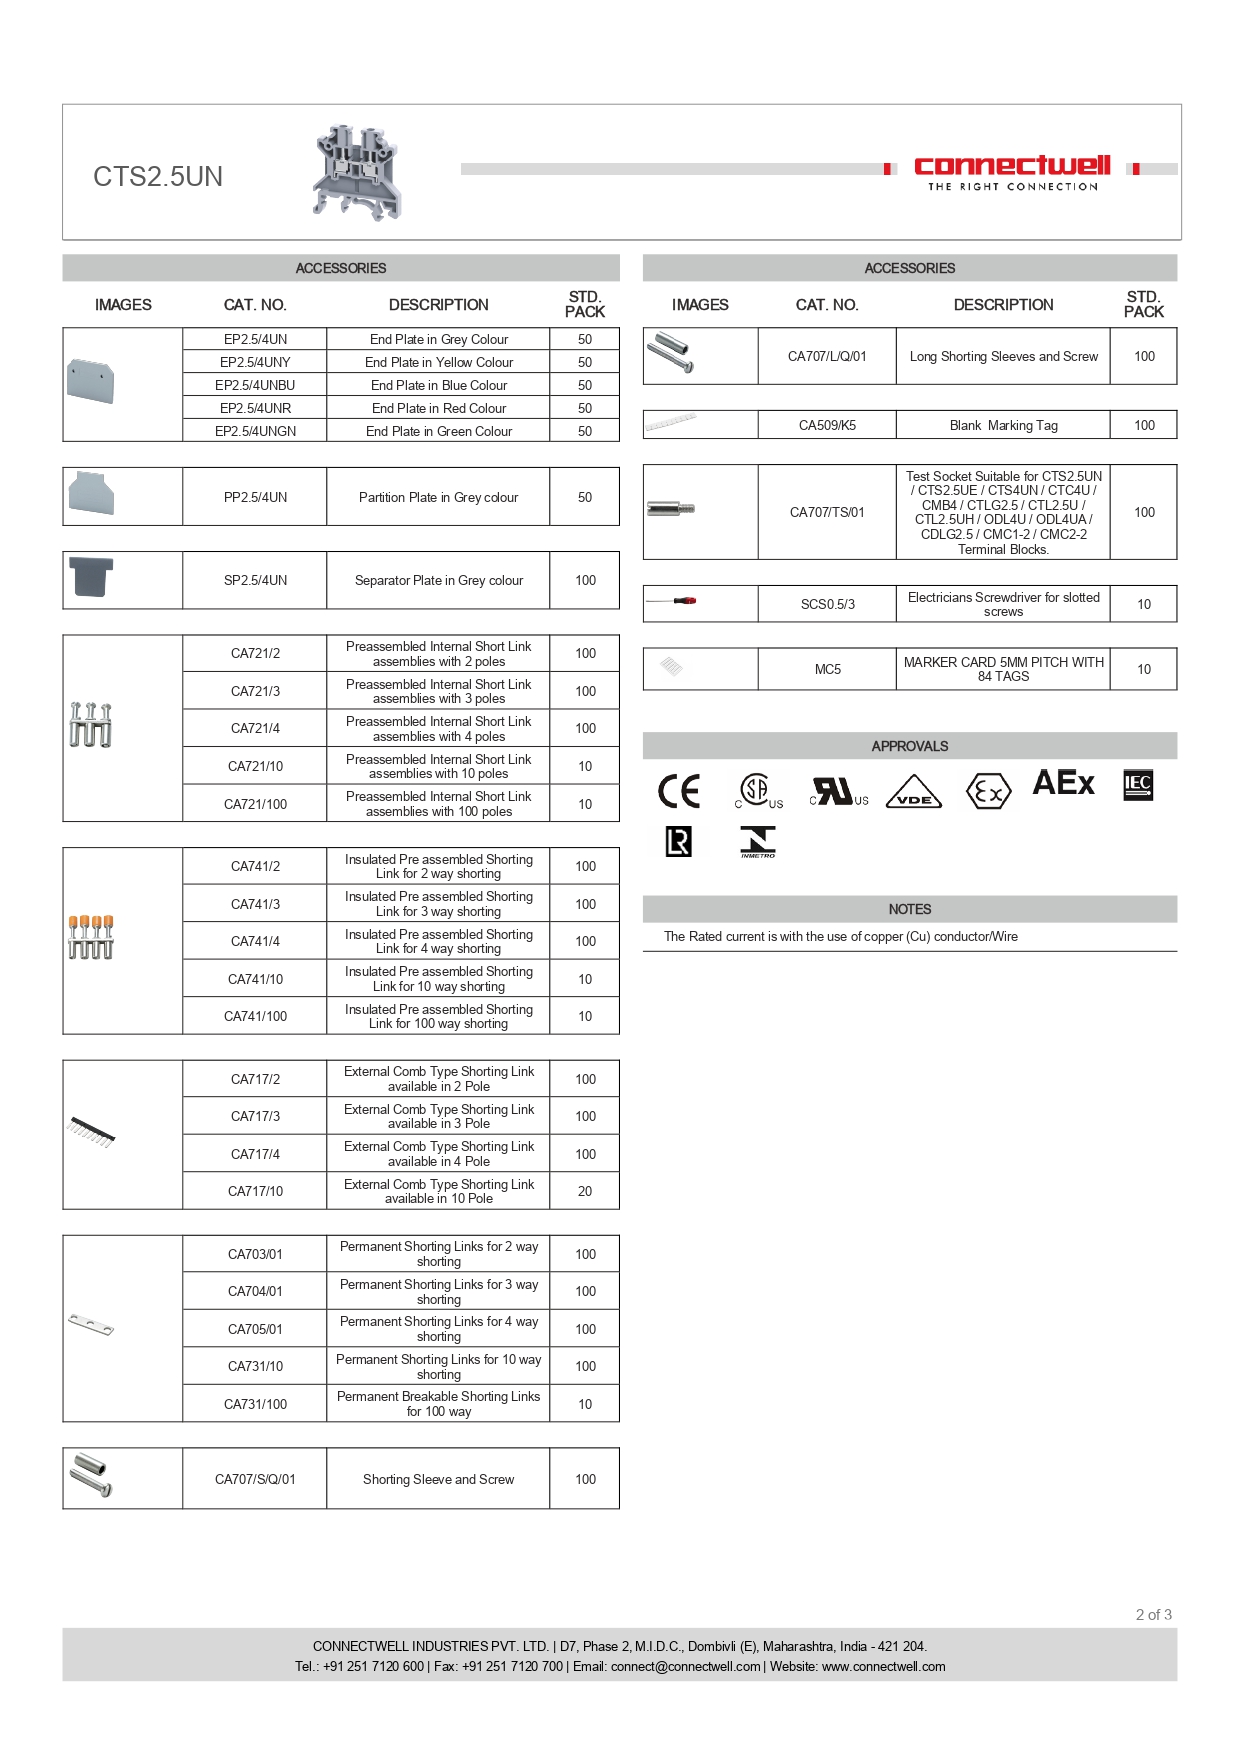 CTS2.5UN
connectwell
THE RIGHT CONNECTION
ACCESSORIES
IMAGES CAT. NO. DESCRIPTION STD. PACK
EP2.5/4UN End Plate in Grey Colour 50
EP2.5/4UNY End Plate in Yellow Colour 50
EP2.5/4UNBU End Plate in Blue Colour 50
EP2.5/4UNR End Plate in Red Colour 50
EP2.5/4UNGN End Plate in Green Colour 50
PP2.5/4UN Partition Plate in Grey colour 50
SP2.5/4UN Separator Plate in Grey colour 100
CA721/2 Preassembled Internal Short Link assemblies with 2 poles 100
CA721/3 Preassembled Internal Short Link assemblies with 3 poles 100
CA721/4 Preassembled Internal Short Link assemblies with 4 poles 100
CA721/10 Preassembled Internal Short Link assemblies with 10 poles 10
CA721/100 Preassembled Internal Short Link assemblies with 100 poles 10
CA741/2 Insulated Pre assembled Shorting Link for 2 way shorting 100
CA741/3 Insulated Pre assembled Shorting Link for 3 way shorting 100
CA741/4 Insulated Pre assembled Shorting Link for 4 way shorting 100
CA741/10 Insulated Pre assembled Shorting Link for 10 way shorting 10
CA741/100 Insulated Pre assembled Shorting Link for 100 way shorting 10
CA717/2 External Comb Type Shorting Link available in 2 Pole 100
CA717/3 External Comb Type Shorting Link available in 3 Pole 100
CA717/4 External Comb Type Shorting Link available in 4 Pole 100
CA717/10 External Comb Type Shorting Link available in 10 Pole 20
CA703/01 Permanent Shorting Links for 2 way shorting 100
CA704/01 Permanent Shorting Links for 3 way shorting 100
CA705/01 Permanent Shorting Links for 4 way shorting 100
CA731/10 Permanent Shorting Links for 10 way shorting 100
CA731/100 Permanent Breakable Shorting Links for 100 way 10
CA707/S/Q/01 Shorting Sleeve and Screw 100
ACCESSORIES
IMAGES CAT. NO. DESCRIPTION STD. PACK
CA707/L/Q/01 Long Shorting Sleeves and Screw 100
CA509/K5 Blank Marking Tag 100
CA707/TS/01 Test Socket Suitable for CTS2.5UN / CTS2.5UE / CTS4UN / CTC4U / CMB4 / CTLG2.5 / CTL2.5U / CTL2.5UH / ODL4U / ODL4UA / CDLG2.5 / CMC1-2 / CMC2-2 Terminal Blocks. 100
SCS0.5/3 Electricians Screwdriver for slotted screws 10
MC5 MARKER CARD 5MM PITCH WITH 84 TAGS 10
APPROVALS
CE C SA US C RU US VDE Ex AEx IEC
LR INMETRO
NOTES
The Rated current is with the use of copper (Cu) conductor/Wire
2 of 3
CONNECTWELL INDUSTRIES PVT. LTD. | D7, Phase 2, M.I.D.C., Dombivli (E), Maharashtra, India - 421 204.
Tel.: +91 251 7120 600 | Fax: +91 251 7120 700 | Email: connect@connectwell.com | Website: www.connectwell.com